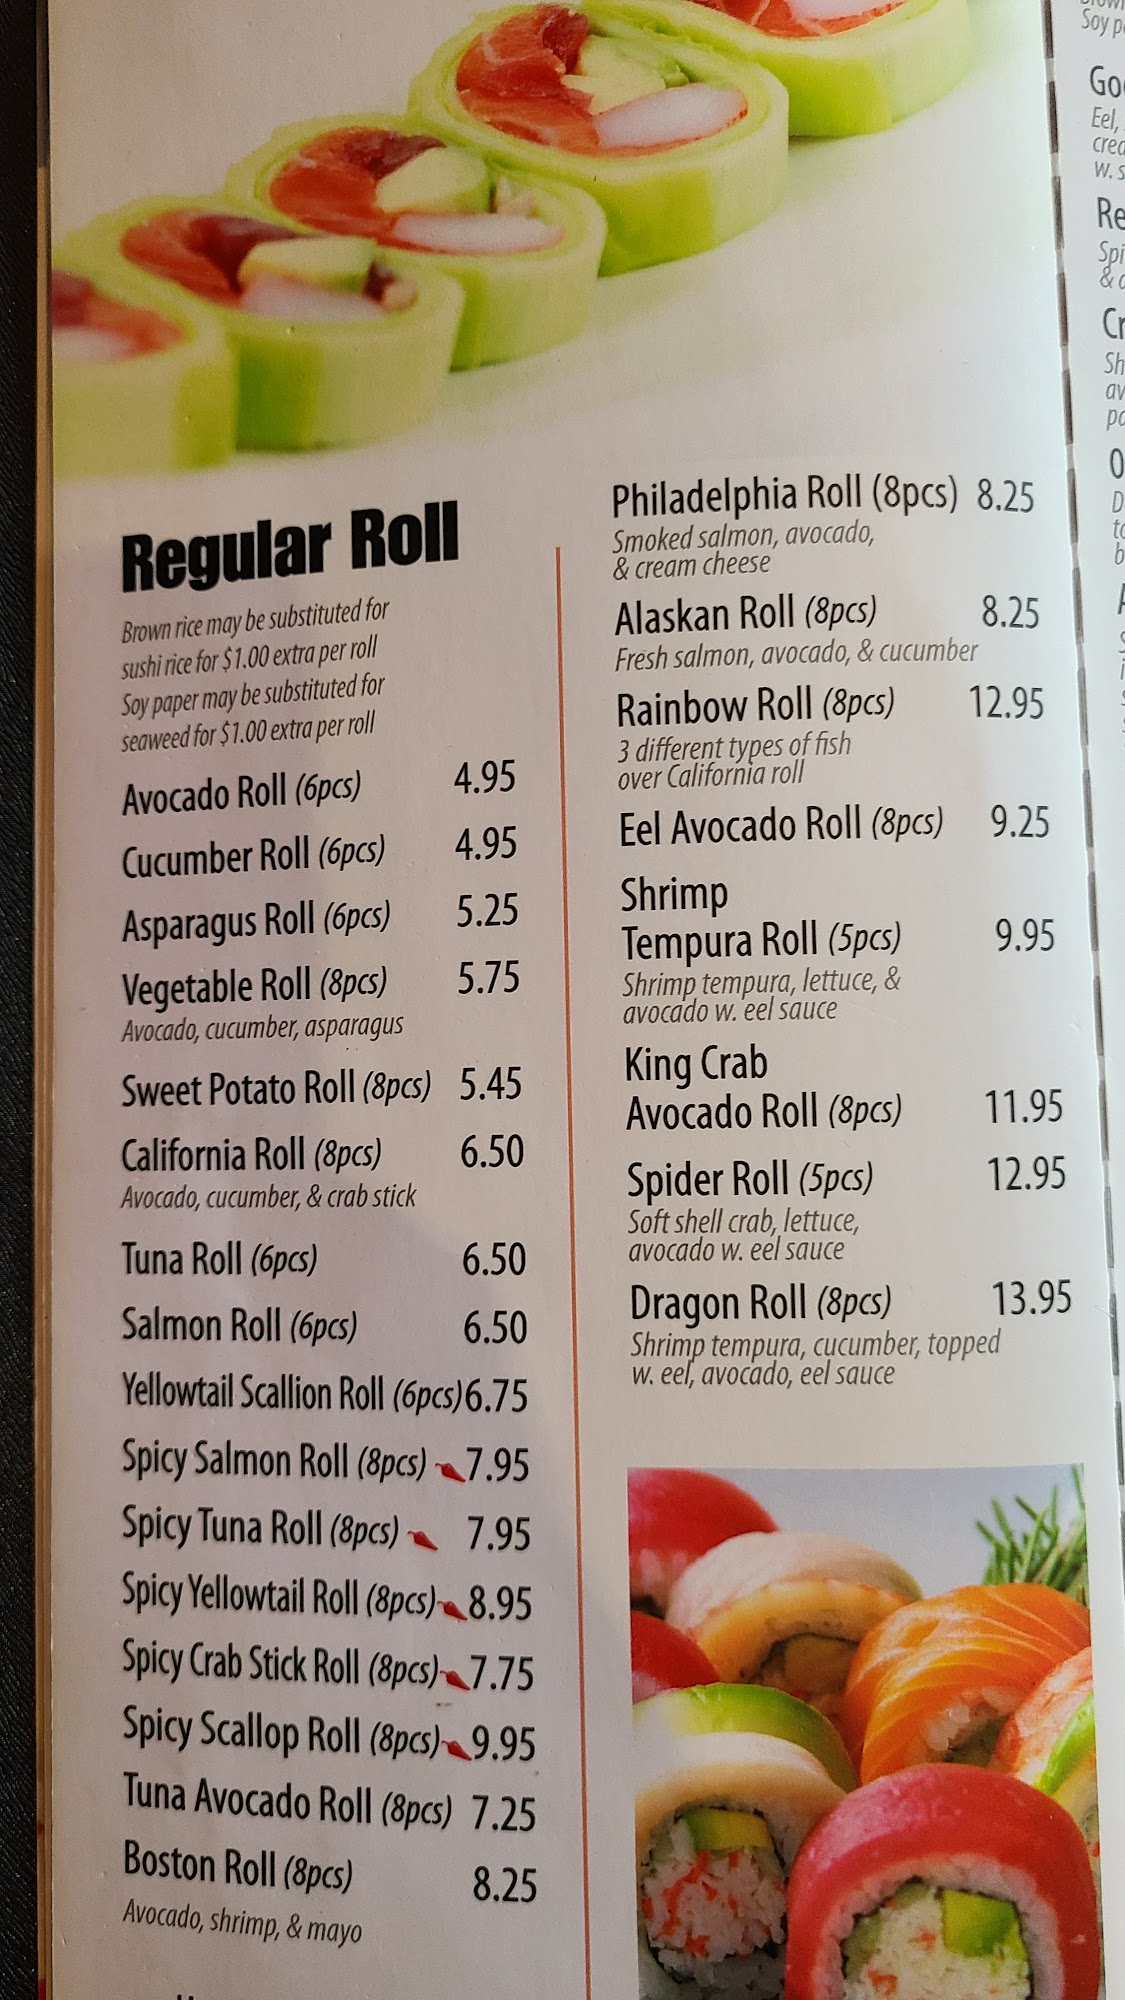 Regular Roll
Brown rice may be substituted for
sushi rice for $1.00 extra per roll
Soy paper may be substituted for
seaweed for $1.00 extra per roll
Avocado Roll (6pcs) 4.95
Cucumber Roll (6pcs) 4.95
Asparagus Roll (6pcs) 5.25
Vegetable Roll (8pcs) 5.75
Avocado, cucumber, asparagus
Sweet Potato Roll (8pcs) 5.45
California Roll (8pcs) 6.50
Avocado, cucumber, & crab stick
Tuna Roll (6pcs) 6.50
Salmon Roll (6pcs) 6.50
Yellowtail Scallion Roll (6pcs) 6.75
Spicy Salmon Roll (8pcs) 7.95
Spicy Tuna Roll (8pcs) 7.95
Spicy Yellowtail Roll (8pcs) 8.95
Spicy Crab Stick Roll (8pcs) 7.75
Spicy Scallop Roll (8pcs) 9.95
Tuna Avocado Roll (8pcs) 7.25
Boston Roll (8pcs) 8.25
Avocado, shrimp, & mayo
Philadelphia Roll (8pcs) 8.25
Smoked salmon, avocado,
& cream cheese
Alaskan Roll (8pcs) 8.25
Fresh salmon, avocado, & cucumber
Rainbow Roll (8pcs) 12.95
3 different types of fish
over California roll
Eel Avocado Roll (8pcs) 9.25
Shrimp
Tempura Roll (5pcs) 9.95
Shrimp tempura, lettuce, &
avocado w. eel sauce
King Crab
Avocado Roll (8pcs) 11.95
Spider Roll (5pcs) 12.95
Soft shell crab, lettuce,
avocado w. eel sauce
Dragon Roll (8pcs) 13.95
Shrimp tempura, cucumber, topped
w. eel, avocado, eel sauce
Soy
Eel,